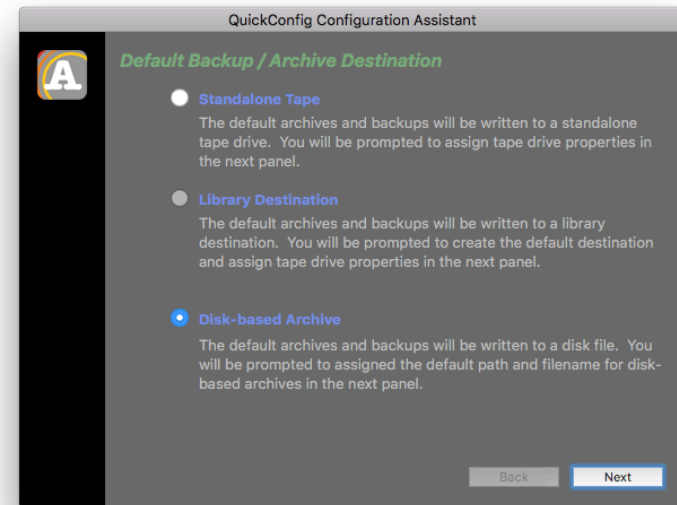 QuickConfig Configuration Assistant
A
Default Backup / Archive Destination
Standalone Tape
The default archives and backups will be written to a standalone
tape drive.  You will be prompted to assign tape drive properties in
the next panel.
Library Destination
The default archives and backups will be written to a library
destination.  You will be prompted to create the default destination
and assign tape drive properties in the next panel.
Disk-based Archive
The default archives and backups will be written to a disk file.  You
will be prompted to assigned the default path and filename for disk-
based archives in the next panel.
Back
Next